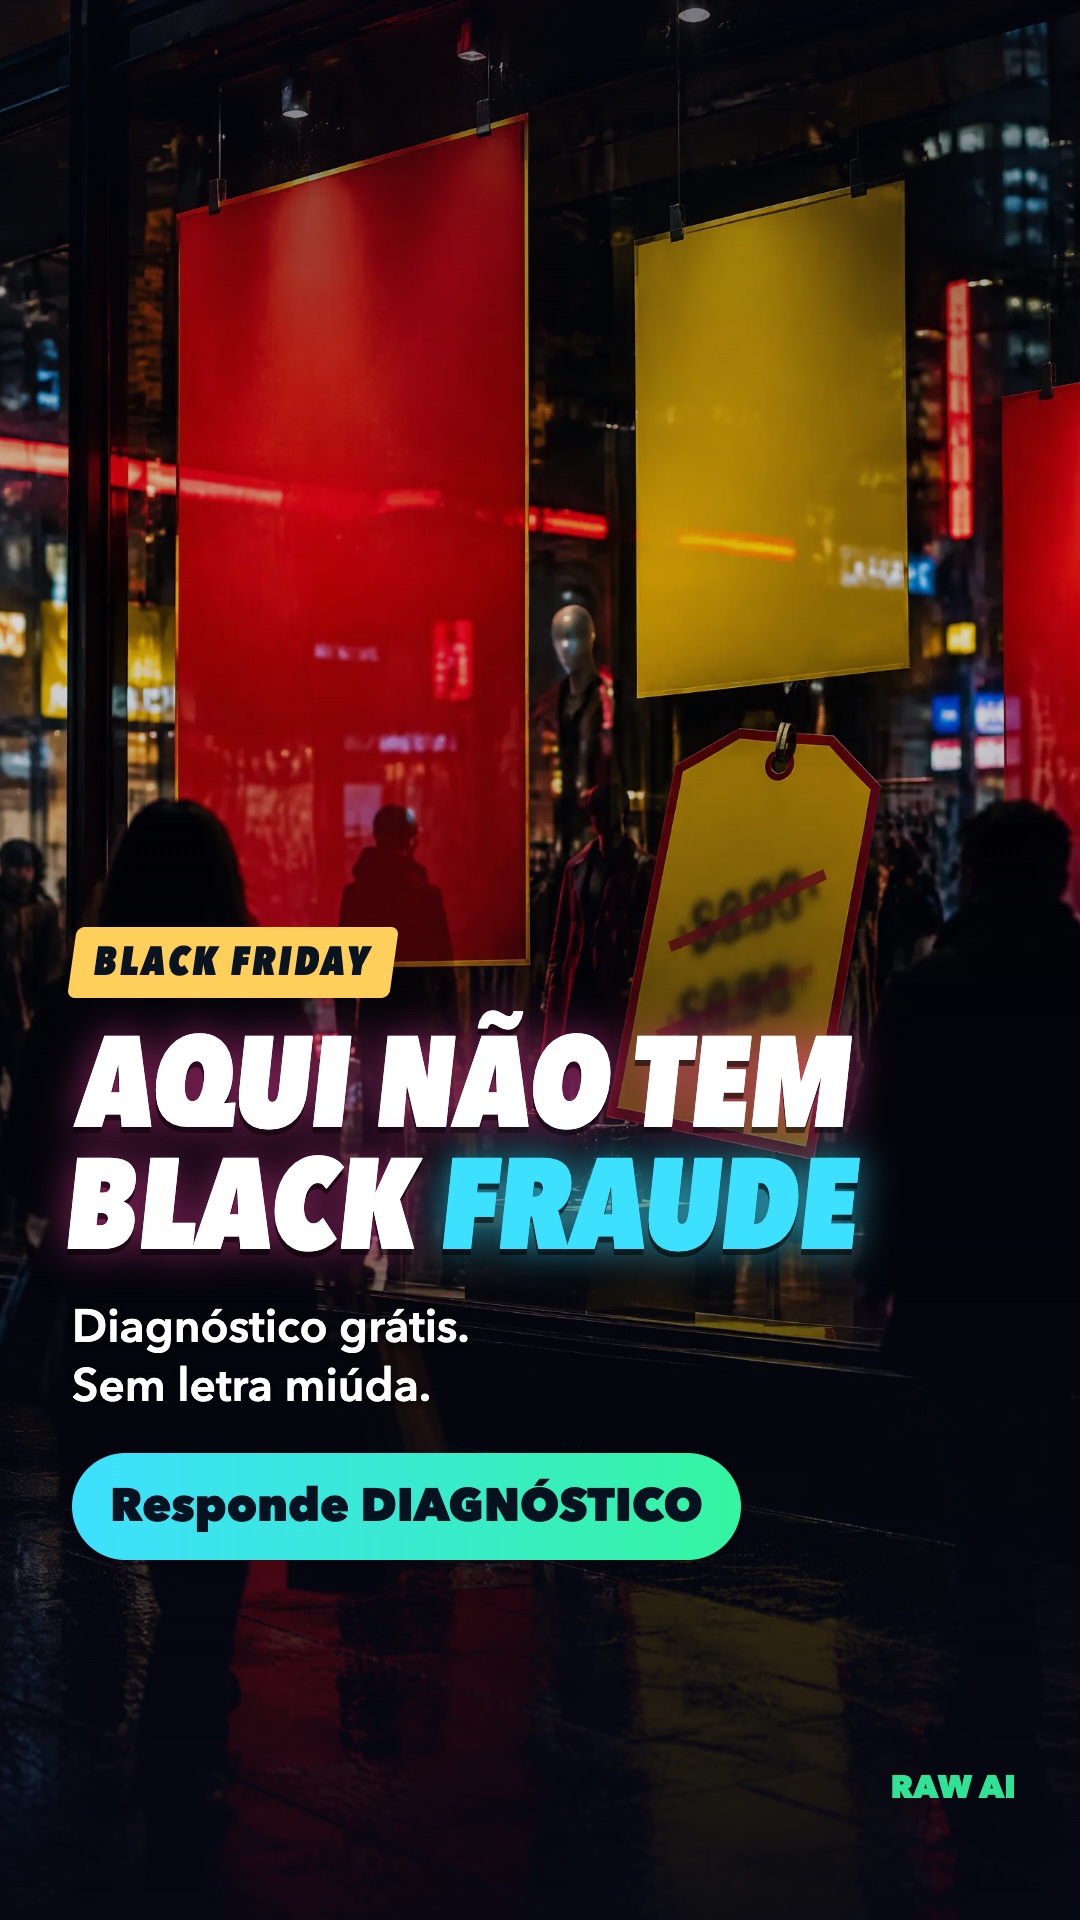 BLACK FRIDAY
AQUI NÃO TEM
BLACK FRAUDE
Diagnóstico grátis.
Sem letra miúda.
Responde DIAGNÓSTICO
RAW AI